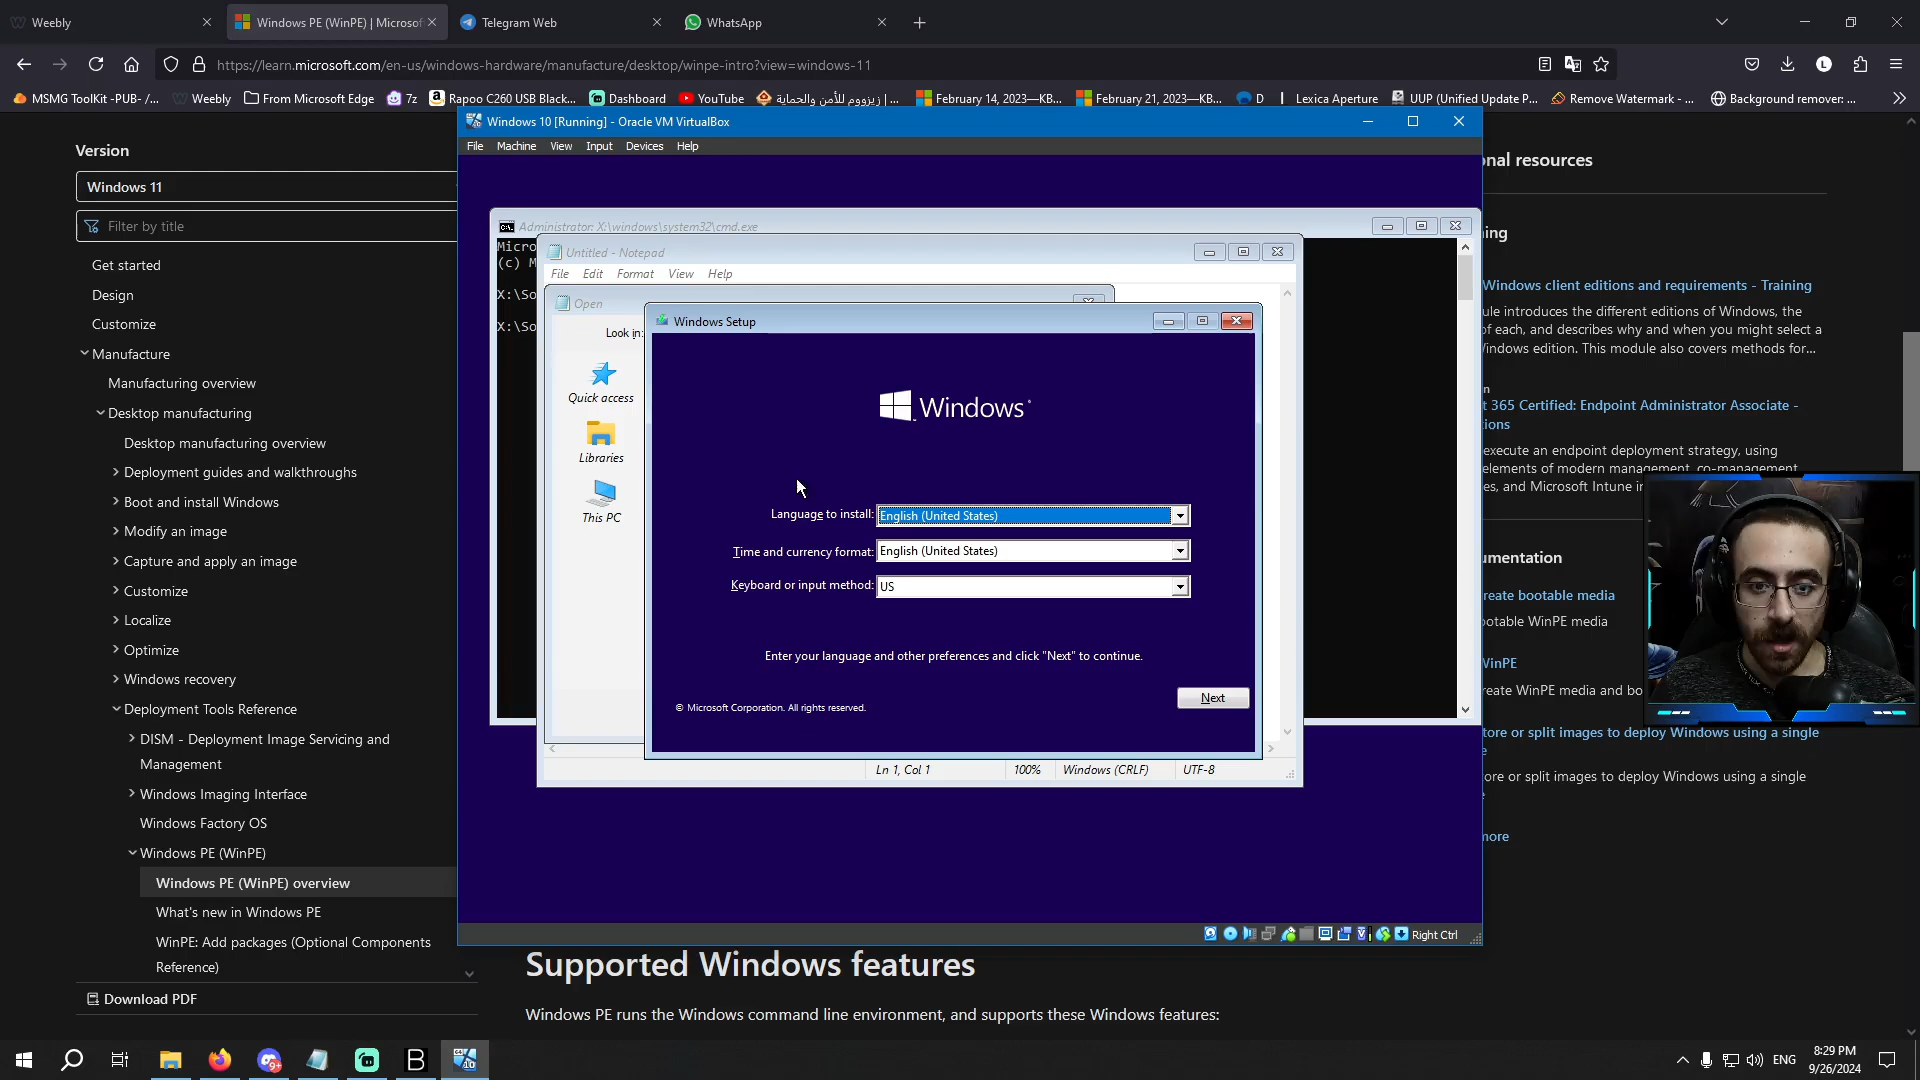 Weebly
Windows PE (WinPE) | Microsof
Telegram Web
WhatsApp
https://learn.microsoft.com/en-us/windows-hardware/manufacture/desktop/winpe-intro?view=windows-11
MSMG ToolKit -PUB- /...
Weebly
From Microsoft Edge
7z
Rapoo C260 USB Black...
Dashboard
YouTube
زيزووم للأمن والحماية | ...
February 14, 2023—KB...
February 21, 2023—KB...
D
Lexica Aperture
UUP (Unified Update P...
Remove Watermark - ...
Background remover: ...
Version
Windows 11
Filter by title
Get started
Design
Customize
Manufacture
Manufacturing overview
Desktop manufacturing
Desktop manufacturing overview
Deployment guides and walkthroughs
Boot and install Windows
Modify an image
Capture and apply an image
Customize
Localize
Optimize
Windows recovery
Deployment Tools Reference
DISM - Deployment Image Servicing and
Management
Windows Imaging Interface
Windows Factory OS
Windows PE (WinPE)
Windows PE (WinPE) overview
What's new in Windows PE
WinPE: Add packages (Optional Components
Reference)
Download PDF
Windows 10 [Running] - Oracle VM VirtualBox
File Machine View Input Devices Help
Administrator: X:\windows\system32\cmd.exe
Micro
(c) M
X:\So
X:\So
Untitled - Notepad
File Edit Format View Help
Open
Look in:
Quick access
Libraries
This PC
Windows Setup
Windows
Language to install: English (United States)
Time and currency format: English (United States)
Keyboard or input method: US
Enter your language and other preferences and click "Next" to continue.
Next
© Microsoft Corporation. All rights reserved.
Ln 1, Col 1 100% Windows (CRLF) UTF-8
Right Ctrl
onal resources
ing
Windows client editions and requirements - Training
ule introduces the different editions of Windows, the
of each, and describes why and when you might select a
Windows edition. This module also covers methods for...
n
t 365 Certified: Endpoint Administrator Associate -
ions
execute an endpoint deployment strategy, using
elements of modern management, co-management
es, and Microsoft Intune in
umentation
reate bootable media
ootable WinPE media
WinPE
reate WinPE media and bo
tore or split images to deploy Windows using a single
e
ore or split images to deploy Windows using a single
e
more
Supported Windows features
Windows PE runs the Windows command line environment, and supports these Windows features:
9+
B
64
10
ENG
8:29 PM
9/26/2024